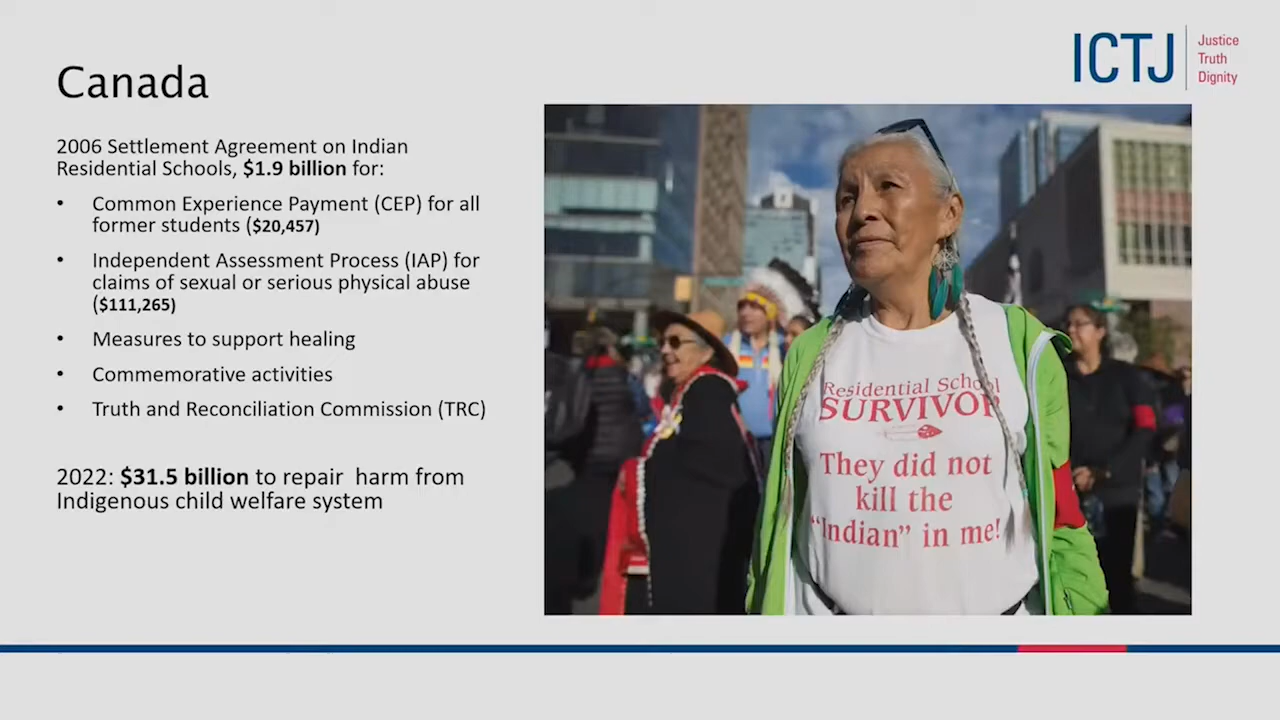 ICTJ
Justice
Truth
Dignity
Canada
2006 Settlement Agreement on Indian
Residential Schools, $1.9 billion for:
• Common Experience Payment (CEP) for all
former students ($20,457)
• Independent Assessment Process (IAP) for
claims of sexual or serious physical abuse
($111,265)
• Measures to support healing
• Commemorative activities
• Truth and Reconciliation Commission (TRC)
2022: $31.5 billion to repair  harm from
Indigenous child welfare system
Residential School
SURVIVOR
They did not
kill the
"Indian" in me!